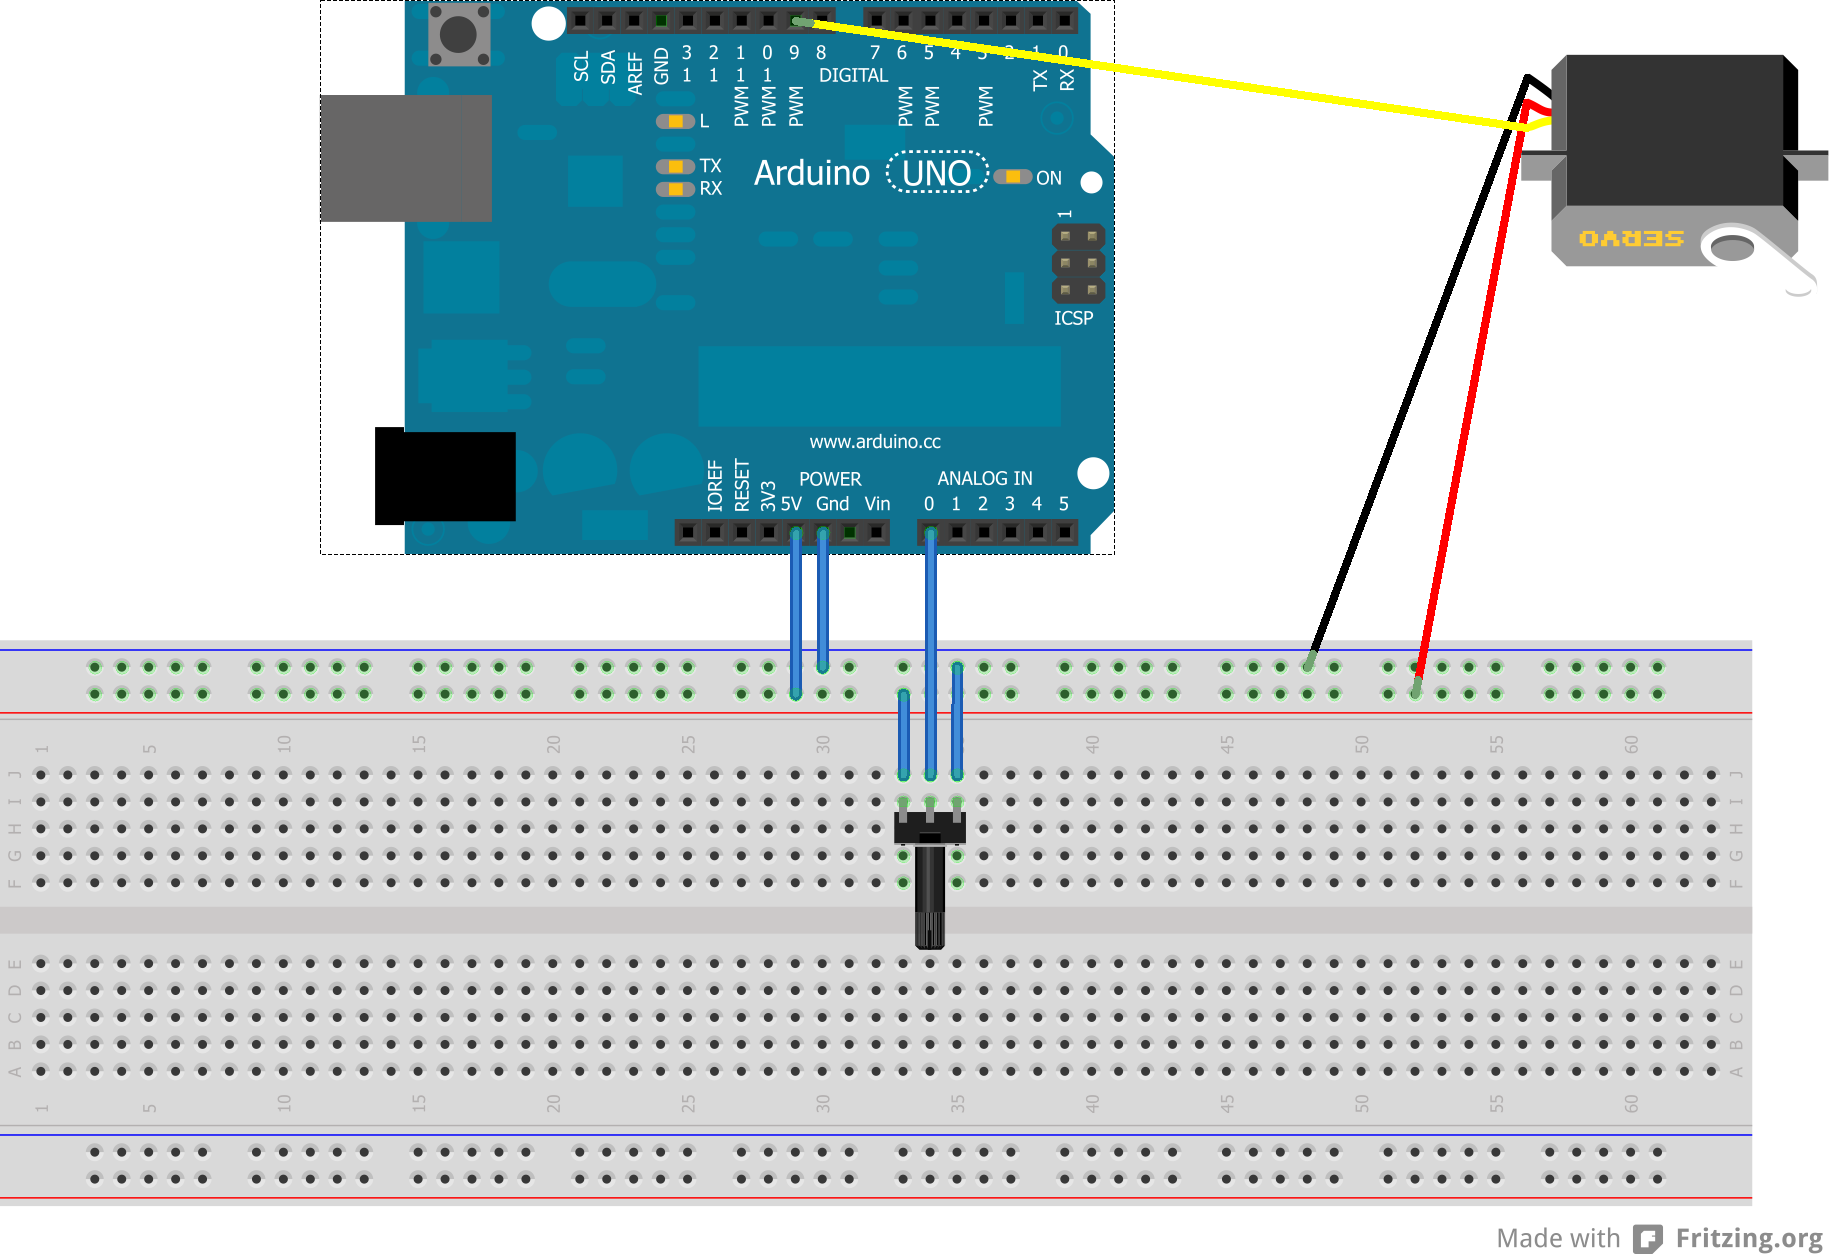 SCL SDA AREF GND 13 12 11 10 9 8 7 6 5 4 3 2 1 0
PWM PWM PWM DIGITAL PWM PWM PWM TX RX
L
TX
RX
Arduino UNO ON
1
ICSP
SERVO
www.arduino.cc
POWER ANALOG IN
IOREF RESET 3V3 5V Gnd Vin 0 1 2 3 4 5
1 5 10 15 20 25 30 40 45 50 55 60
J J
I I
H H
G G
F F
E E
D D
C C
B B
A A
1 5 10 15 20 25 30 35 40 45 50 55 60
Made with Fritzing.org